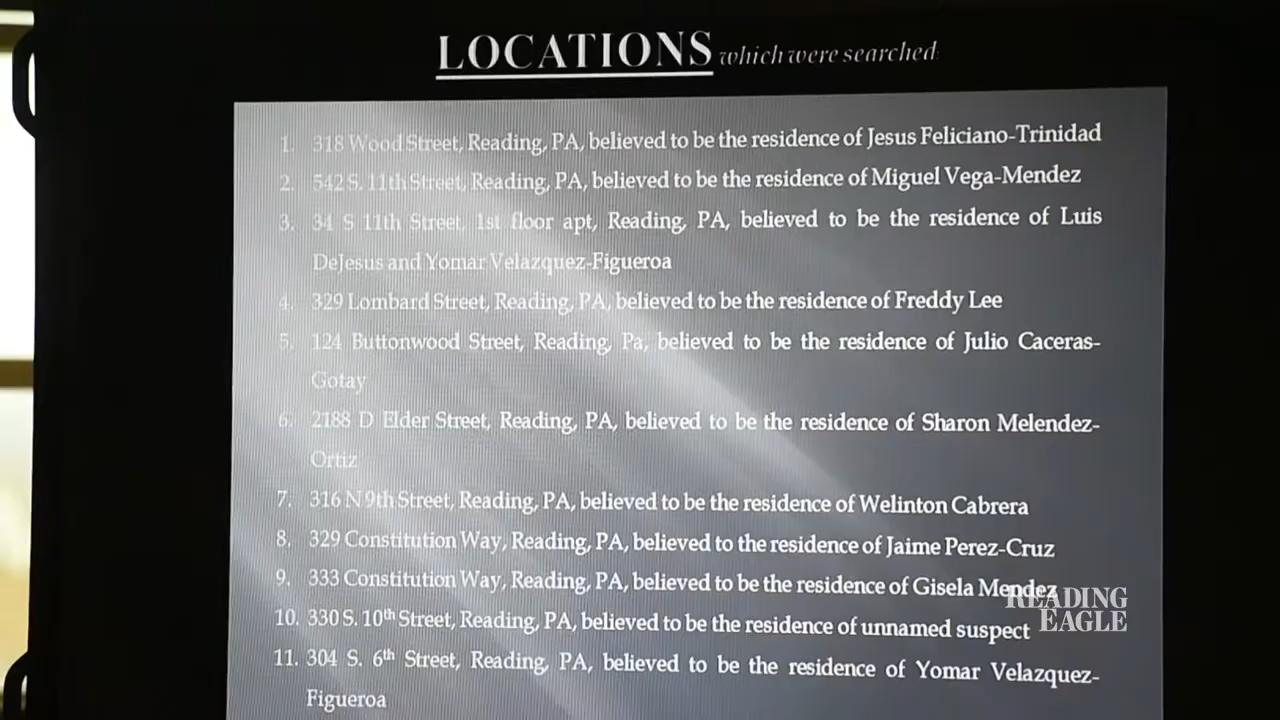 LOCATIONS which were searched:
1. 318 Wood Street, Reading, PA, believed to be the residence of Jesus Feliciano-Trinidad
2. 542 S. 11th Street, Reading, PA, believed to be the residence of Miguel Vega-Mendez
3. 34 S 11th Street, 1st floor apt, Reading, PA, believed to be the residence of Luis
DeJesus and Yomar Velazquez-Figueroa
4. 329 Lombard Street, Reading, PA, believed to be the residence of Freddy Lee
5. 124 Buttonwood Street, Reading, Pa, believed to be the residence of Julio Caceras-
Gotay
6. 2188 D Elder Street, Reading, PA, believed to be the residence of Sharon Melendez-
Ortiz
7. 316 N 9th Street, Reading, PA, believed to be the residence of Welinton Cabrera
8. 329 Constitution Way, Reading, PA, believed to the residence of Jaime Perez-Cruz
9. 333 Constitution Way, Reading, PA, believed to be the residence of Gisela Mendez
10. 330 S. 10th Street, Reading, PA, believed to be the residence of unnamed suspect
11. 304 S. 6th Street, Reading, PA, believed to be the residence of Yomar Velazquez-
Figueroa
READING
EAGLE